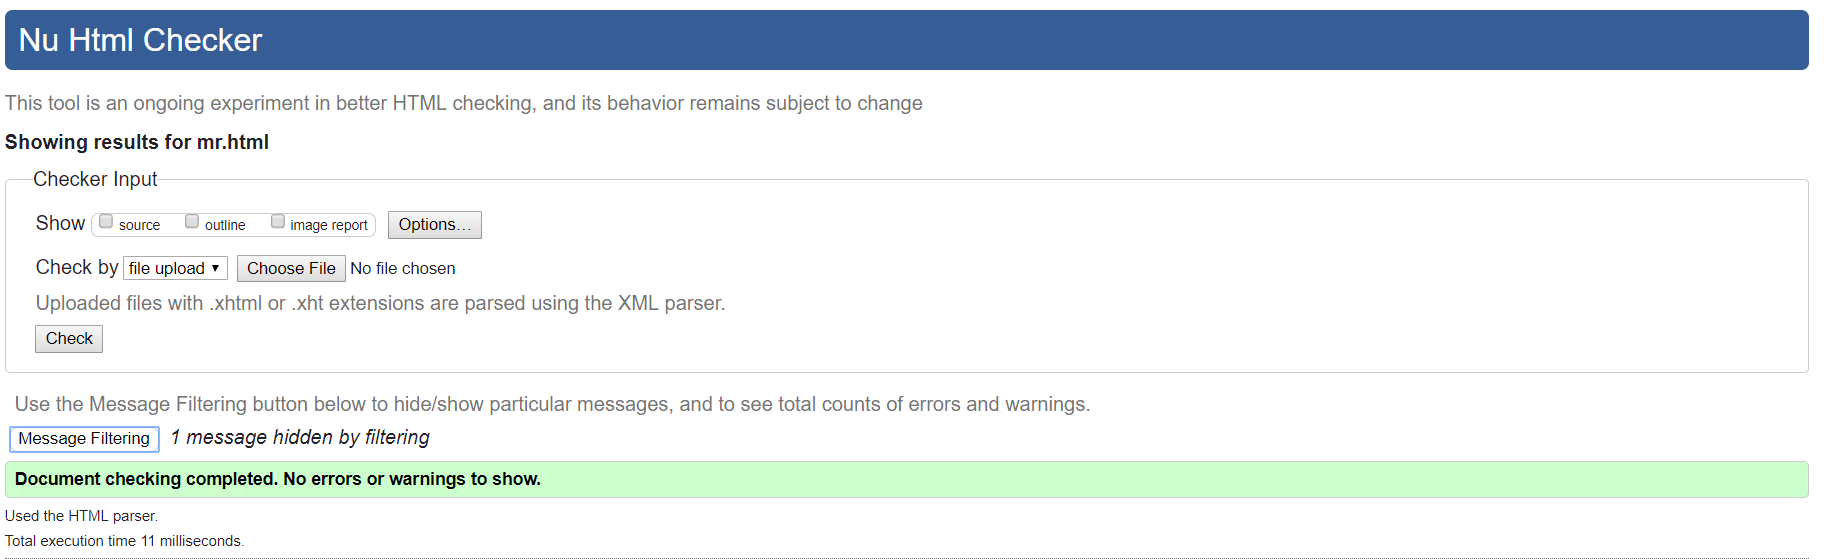 Nu Html Checker
This tool is an ongoing experiment in better HTML checking, and its behavior remains subject to change
Showing results for mr.html
Checker Input
Show source outline image report Options…
Check by file upload Choose File No file chosen
Uploaded files with .xhtml or .xht extensions are parsed using the XML parser.
Check
Use the Message Filtering button below to hide/show particular messages, and to see total counts of errors and warnings.
Message Filtering 1 message hidden by filtering
Document checking completed. No errors or warnings to show.
Used the HTML parser.
Total execution time 11 milliseconds.